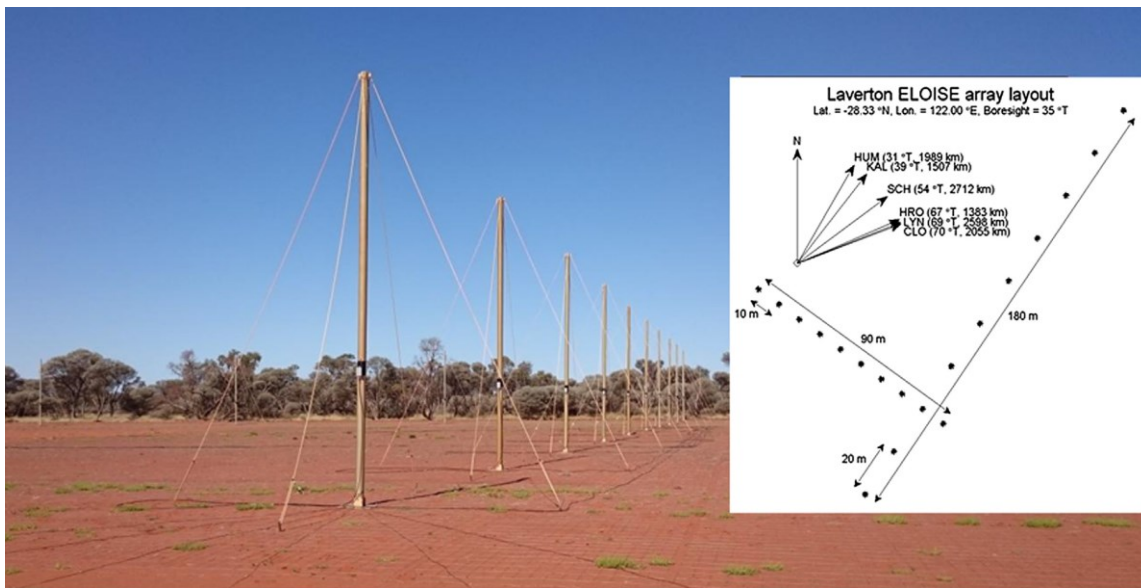 Laverton ELOISE array layout
Lat. = -28.33 °N, Lon. = 122.00 °E, Boresight = 35 °T
N
HUM (31 °T, 1989 km)
KAL (39 °T, 1507 km)
SCH (54 °T, 2712 km)
HRO (67 °T, 1383 km)
LYN (69 °T, 2598 km)
CLO (70 °T, 2055 km)
10 m
90 m
180 m
20 m